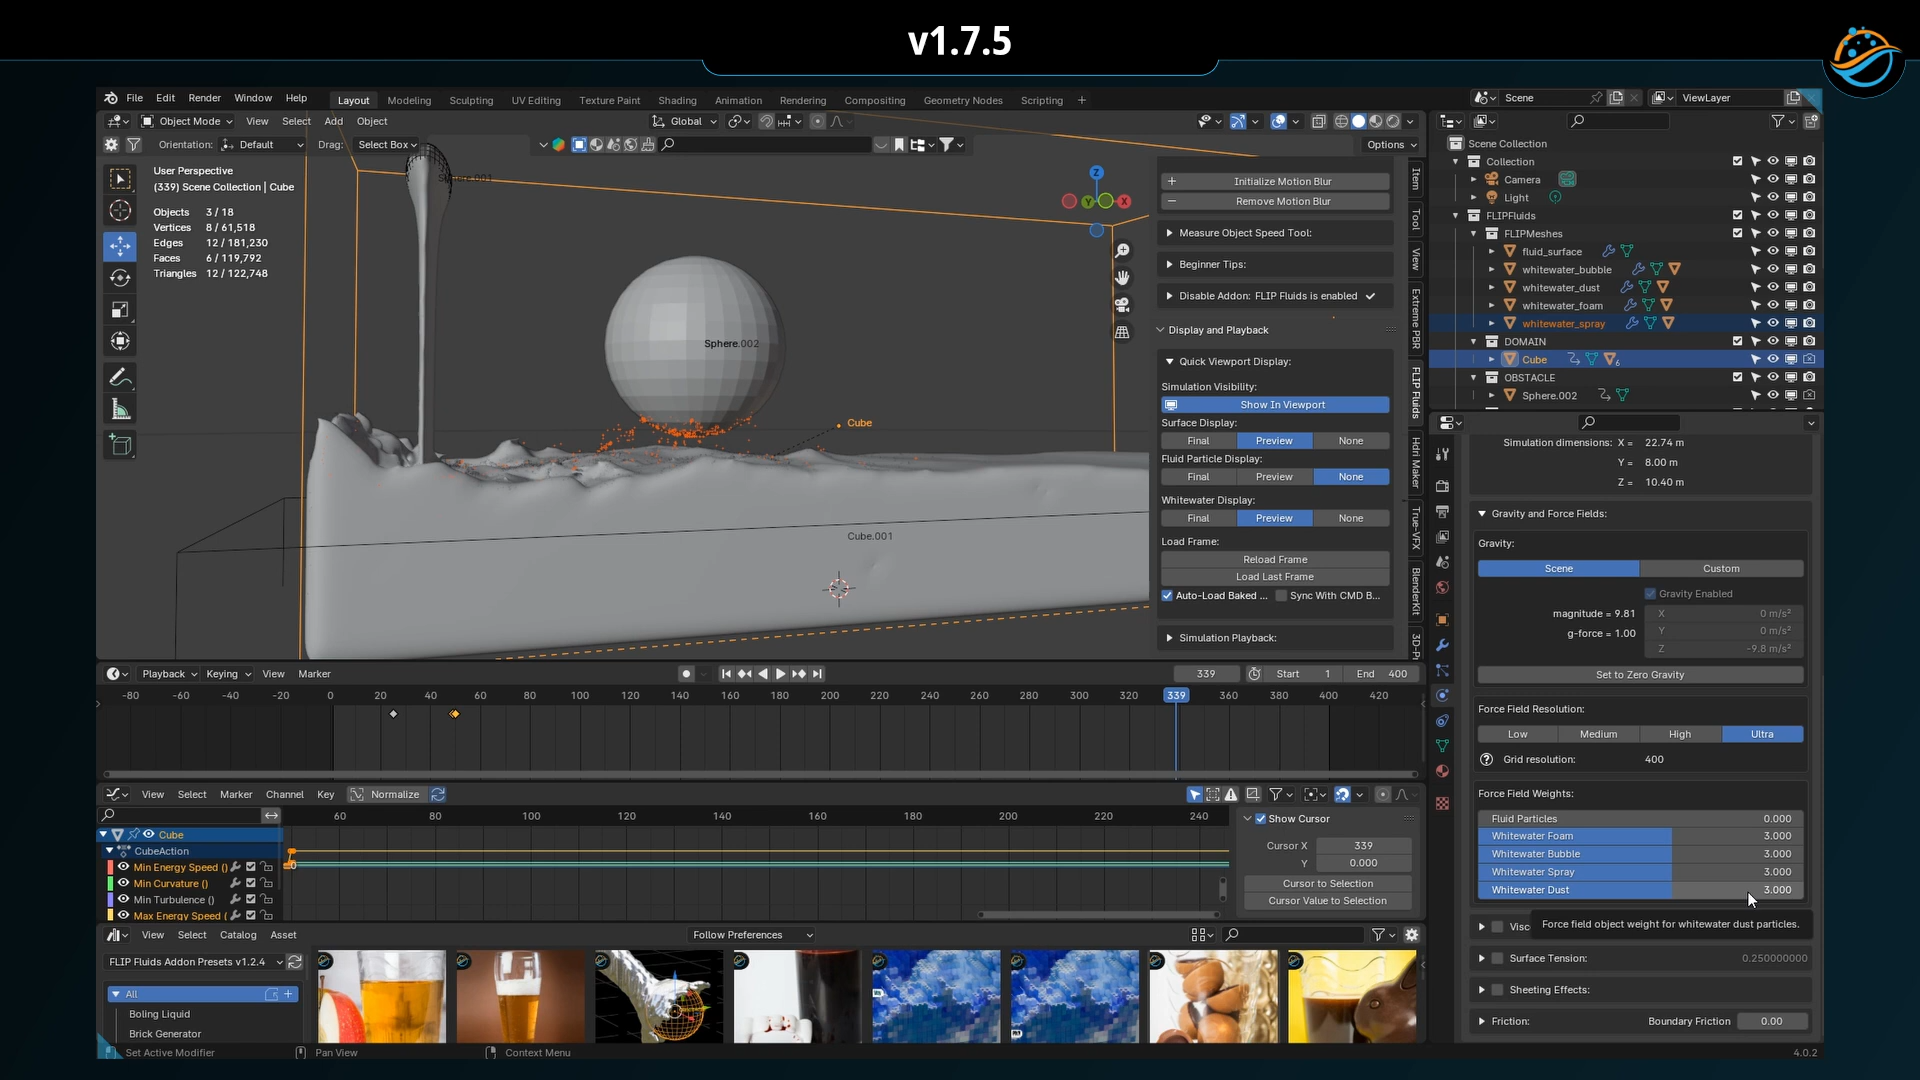 v1.7.5
File Edit Render Window Help
Layout Modeling Sculpting UV Editing Texture Paint Shading Animation Rendering Compositing Geometry Nodes Scripting +
Scene
ViewLayer
Object Mode View Select Add Object
Global
Orientation: Default Drag: Select Box
Options
User Perspective
(339) Scene Collection | Cube
Objects 3 / 18
Vertices 8 / 61,518
Edges 12 / 181,230
Faces 6 / 119,792
Triangles 12 / 122,748
Sphere.001
Sphere.002
Cube
Cube.001
Z
Y
X
Initialize Motion Blur
Remove Motion Blur
Measure Object Speed Tool:
Beginner Tips:
Disable Addon: FLIP Fluids is enabled
Display and Playback
Quick Viewport Display:
Simulation Visibility:
Show In Viewport
Surface Display:
Final Preview None
Fluid Particle Display:
Final Preview None
Whitewater Display:
Final Preview None
Load Frame:
Reload Frame
Load Last Frame
Auto-Load Baked ... Sync With CMD B...
Simulation Playback:
Item
Tool
View
Extreme PBR
FLIP Fluids
Hdri Maker
True-VFX
BlenderKit
Scene Collection
Collection
Camera
Light
FLIPFluids
FLIPMeshes
fluid_surface
whitewater_bubble
whitewater_dust
whitewater_foam
whitewater_spray
DOMAIN
Cube
6
OBSTACLE
Sphere.002
Simulation dimensions: X = 22.74 m
Y = 8.00 m
Z = 10.40 m
Gravity and Force Fields:
Gravity:
Scene Custom
Gravity Enabled
magnitude = 9.81
g-force = 1.00
X 0 m/s²
Y 0 m/s²
Z -9.8 m/s²
Set to Zero Gravity
Force Field Resolution:
Low Medium High Ultra
Grid resolution: 400
Force Field Weights:
Fluid Particles 0.000
Whitewater Foam 3.000
Whitewater Bubble 3.000
Whitewater Spray 3.000
Whitewater Dust 3.000
Visc
Force field object weight for whitewater dust particles.
Surface Tension: 0.250000000
Sheeting Effects:
Friction: Boundary Friction 0.00
Playback Keying View Marker
339 Start 1 End 400
-80 -60 -40 -20 0 20 40 60 80 100 120 140 160 180 200 220 240 260 280 300 320 339 360 380 400 420
View Select Marker Channel Key Normalize
60 80 100 120 140 160 180 200 220 240
Cube
CubeAction
Min Energy Speed ()
Min Curvature ()
Min Turbulence ()
Max Energy Speed (
Show Cursor
Cursor X 339
Y 0.000
Cursor to Selection
Cursor Value to Selection
View Select Catalog Asset
Follow Preferences
FLIP Fluids Addon Presets v1.2.4
All
Boling Liquid
Brick Generator
Set Active Modifier Pan View Context Menu
4.0.2